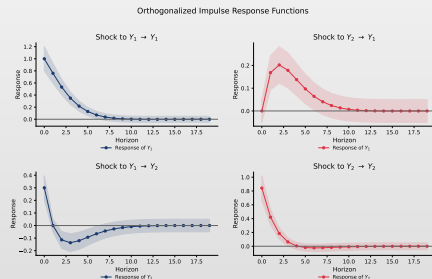 Orthogonalized Impulse Response Functions
Shock to Y₁ → Y₁
Response
1.2
1.0
0.8
0.6
0.4
0.2
0.0
0.0 2.5 5.0 7.5 10.0 12.5 15.0 17.5
Horizon
Response of Y₁
Shock to Y₂ → Y₁
Response
0.2
0.0
0.0 2.5 5.0 7.5 10.0 12.5 15.0 17.5
Horizon
Response of Y₁
Shock to Y₁ → Y₂
Response
0.4
0.3
0.2
0.1
0.0
−0.1
−0.2
0.0 2.5 5.0 7.5 10.0 12.5 15.0 17.5
Horizon
Response of Y₂
Shock to Y₂ → Y₂
Response
1.0
0.8
0.6
0.4
0.2
0.0
0.0 2.5 5.0 7.5 10.0 12.5 15.0 17.5
Horizon
Response of Y₂